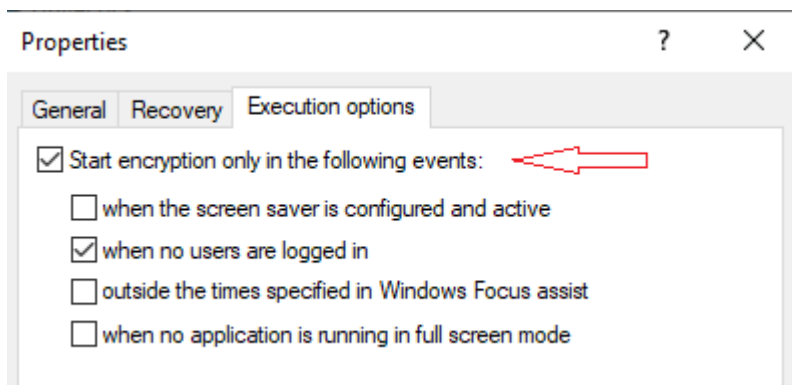 Properties ? ×
General Recovery Execution options
Start encryption only in the following events:
when the screen saver is configured and active
when no users are logged in
outside the times specified in Windows Focus assist
when no application is running in full screen mode